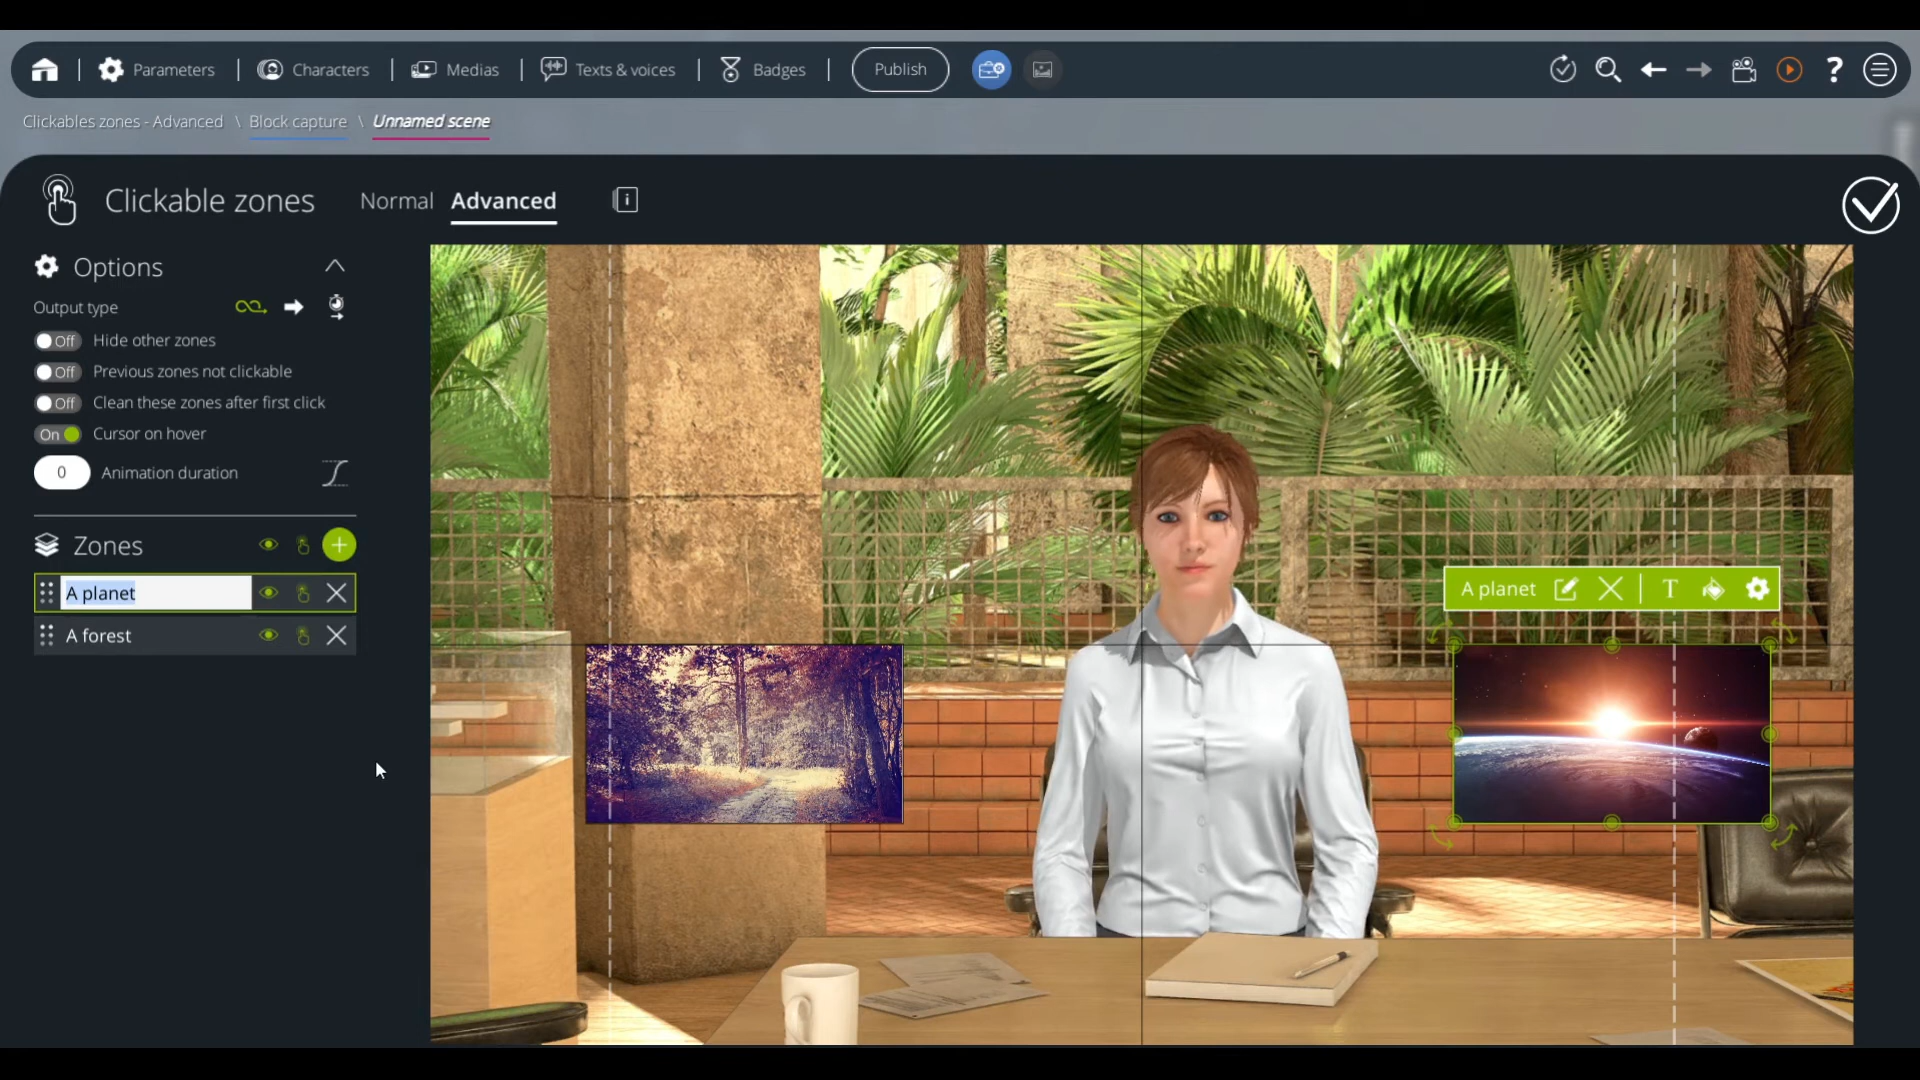 Parameters Characters Medias Texts & voices Badges Publish ?
Clickables zones - Advanced \ Block capture \ Unnamed scene
Clickable zones Normal Advanced i
Options
Output type
Off Hide other zones
Off Previous zones not clickable
Off Clean these zones after first click
On Cursor on hover
0 Animation duration
Zones
A planet
A forest
A planet T